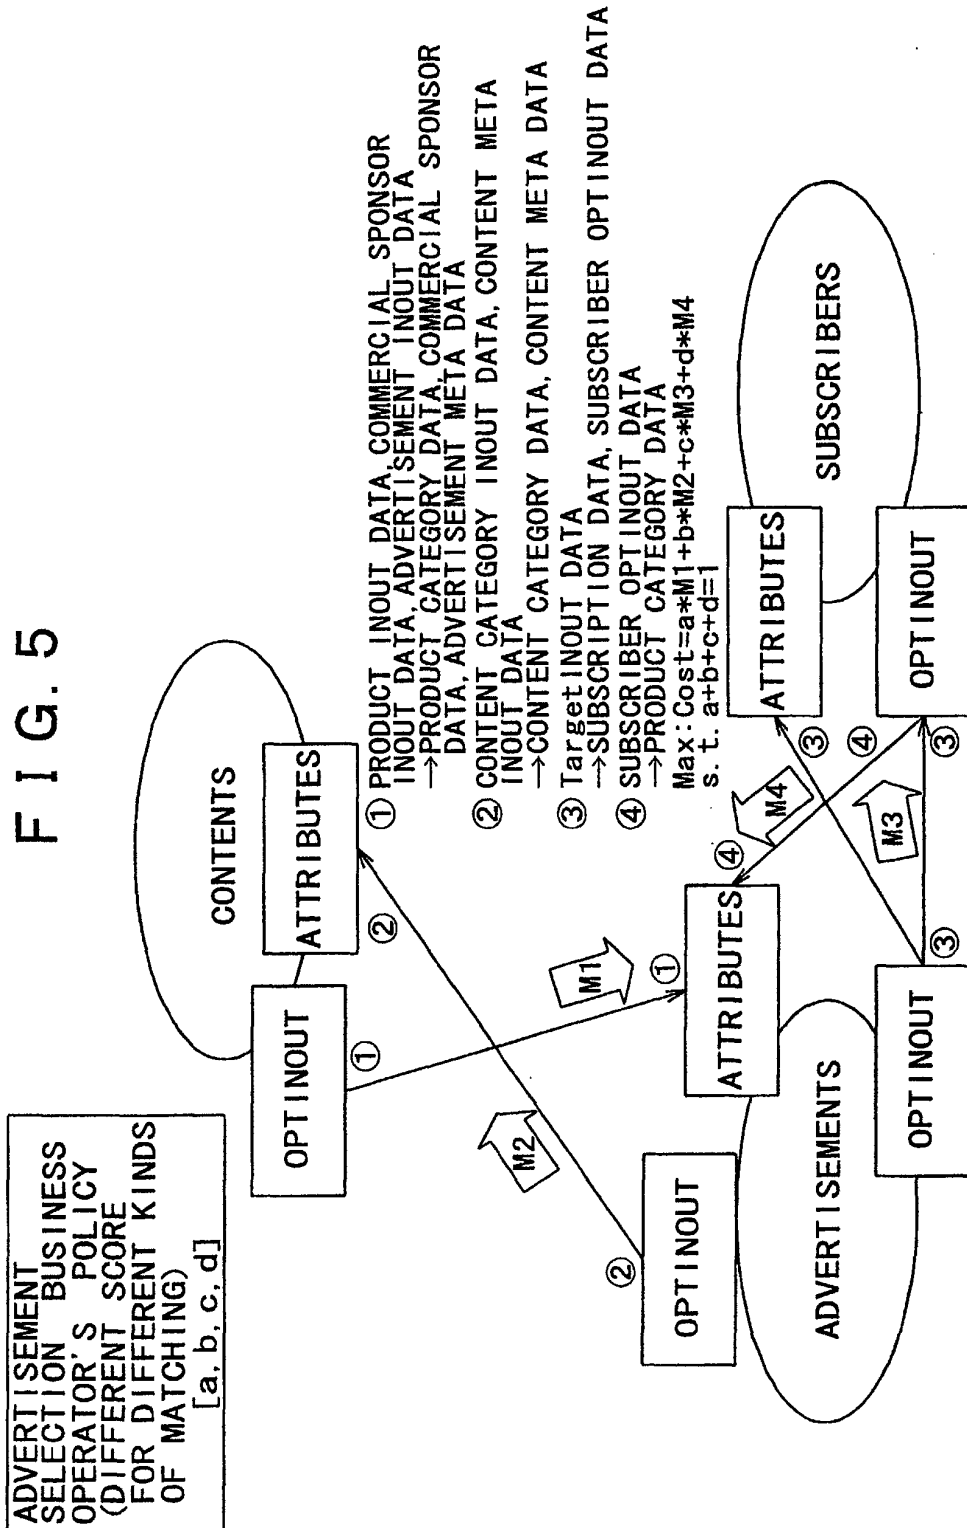 FIG. 5
ADVERTISEMENT
SELECTION BUSINESS
OPERATOR'S POLICY
(DIFFERENT SCORE
FOR DIFFERENT KINDS
OF MATCHING)
[a, b, c, d]
CONTENTS
OPTINOUT
ATTRIBUTES
①
②
① PRODUCT INOUT DATA, COMMERCIAL SPONSOR
INOUT DATA, ADVERTISEMENT INOUT DATA
→PRODUCT CATEGORY DATA, COMMERCIAL SPONSOR
DATA, ADVERTISEMENT META DATA
② CONTENT CATEGORY INOUT DATA, CONTENT META
INOUT DATA
→CONTENT CATEGORY DATA, CONTENT META DATA
③ TargetINOUT DATA
→SUBSCRIPTION DATA, SUBSCRIBER OPTINOUT DATA
④ SUBSCRIBER OPTINOUT DATA
→PRODUCT CATEGORY DATA
Max:Cost=a*M1+b*M2+c*M3+d*M4
s. t. a+b+c+d=1
M2
M1
②
①
OPTINOUT
ATTRIBUTES
④
M4
③
ATTRIBUTES
④
M3
ADVERTISEMENTS
SUBSCRIBERS
OPTINOUT
③
③
OPTINOUT